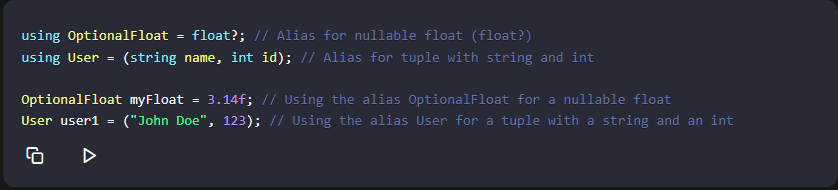 using OptionalFloat = float?; // Alias for nullable float (float?)
using User = (string name, int id); // Alias for tuple with string and int
OptionalFloat myFloat = 3.14f; // Using the alias OptionalFloat for a nullable float
User user1 = ("John Doe", 123); // Using the alias User for a tuple with a string and an int